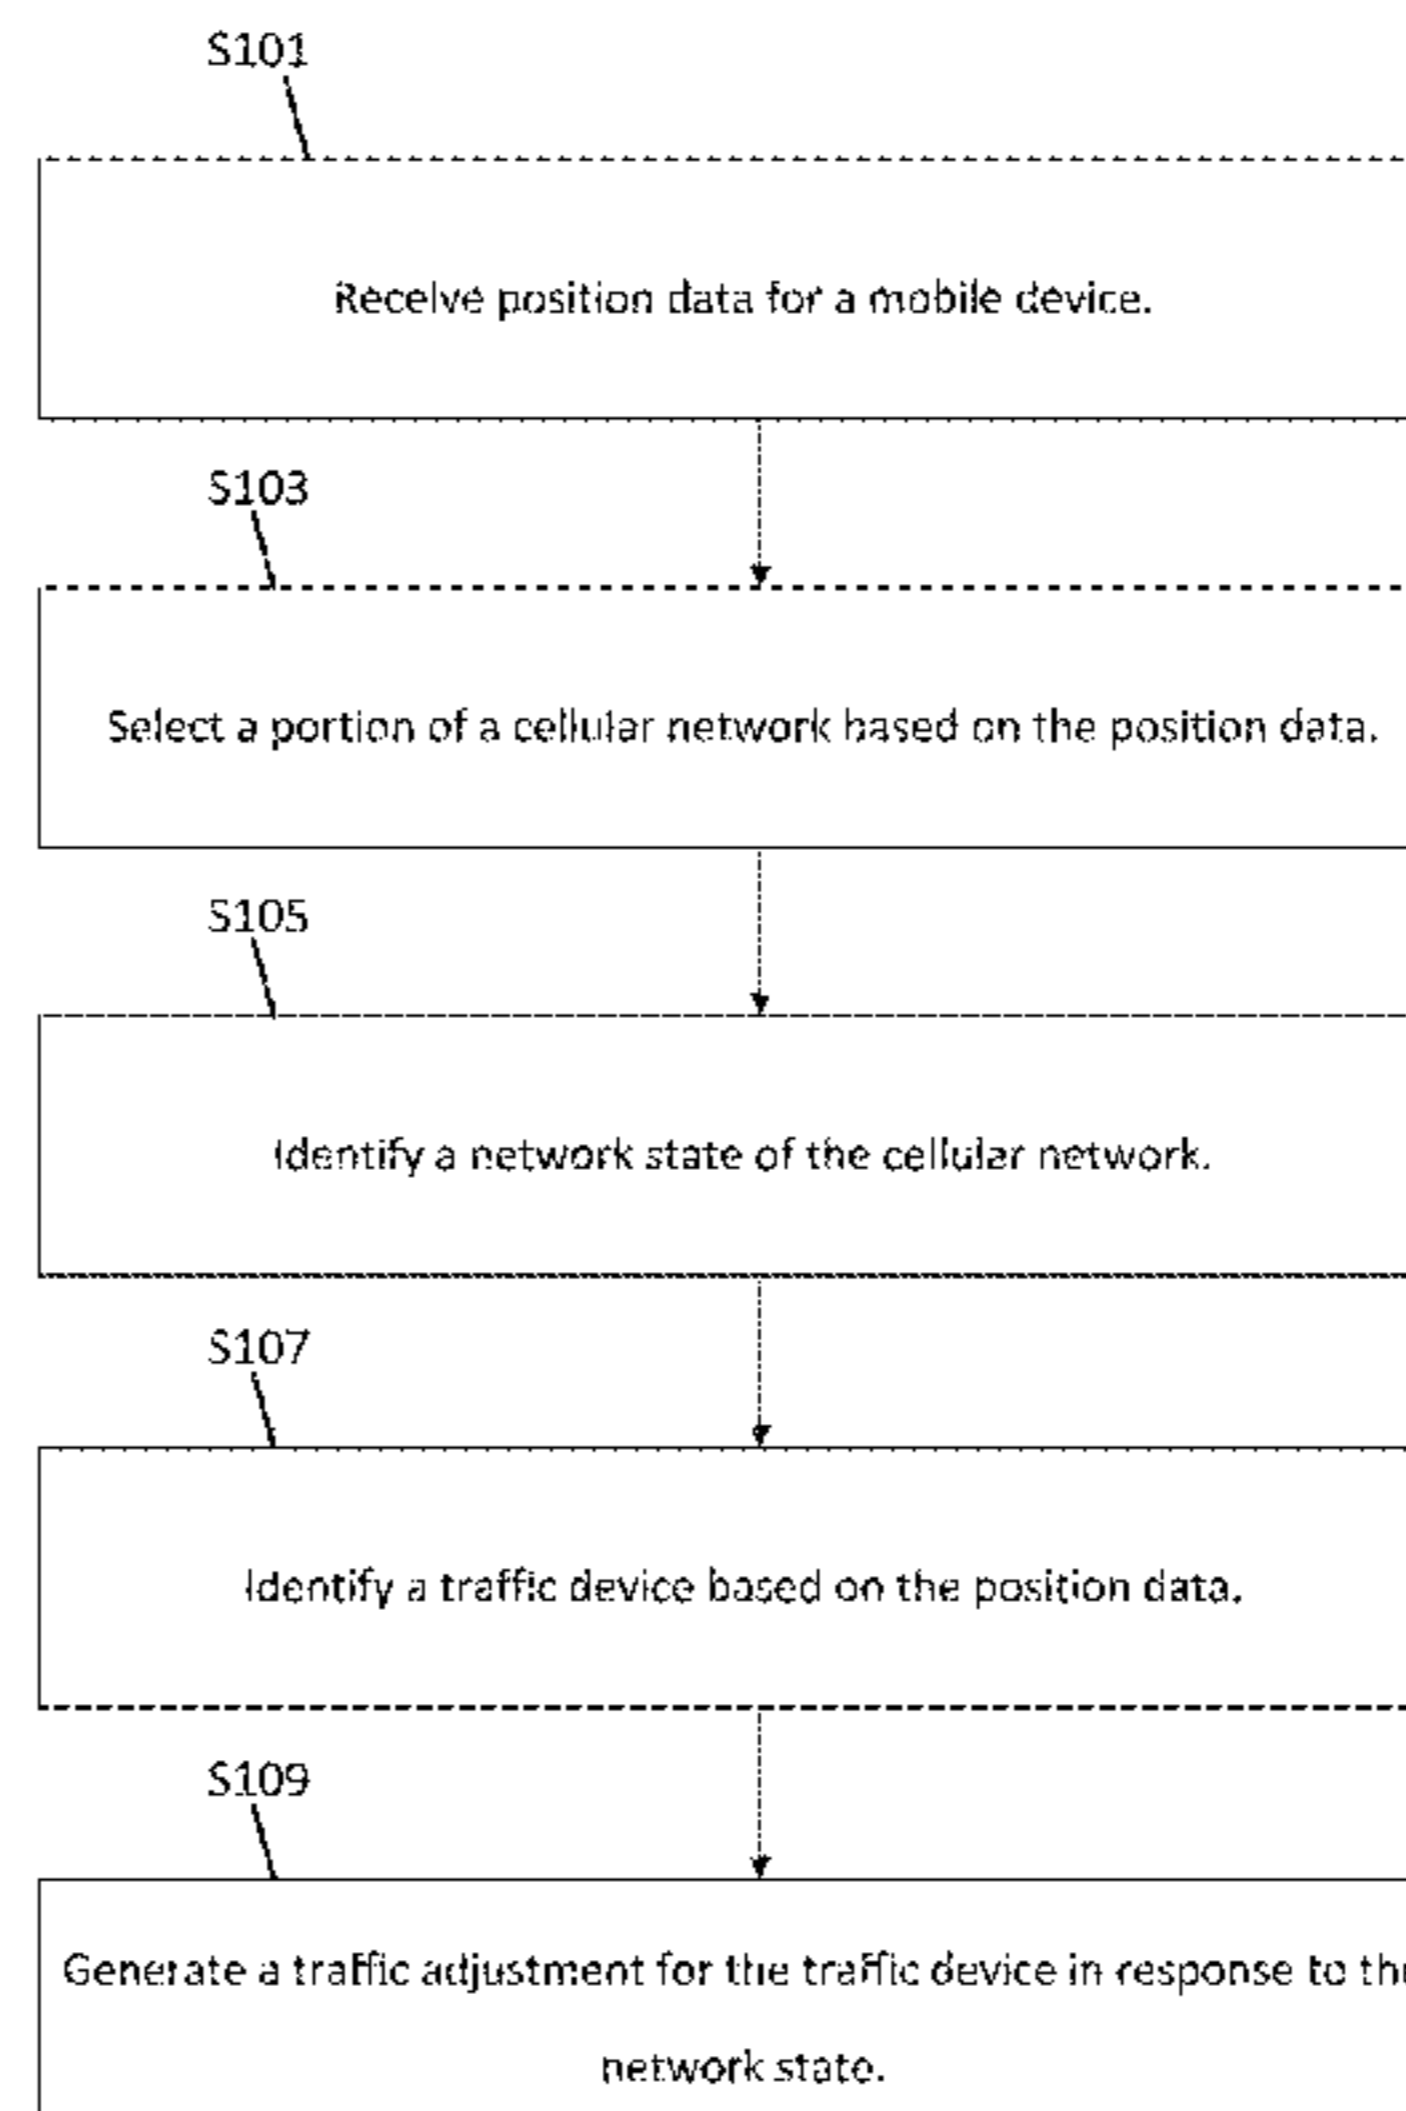 S101
Receive position data for a mobile device.
S103
Select a portion of a cellular network based on the position data.
S105
Identify a network state of the cellular network.
S107
Identify a traffic device based on the position data.
S109
Generate a traffic adjustment for the traffic device in response to the
network state.